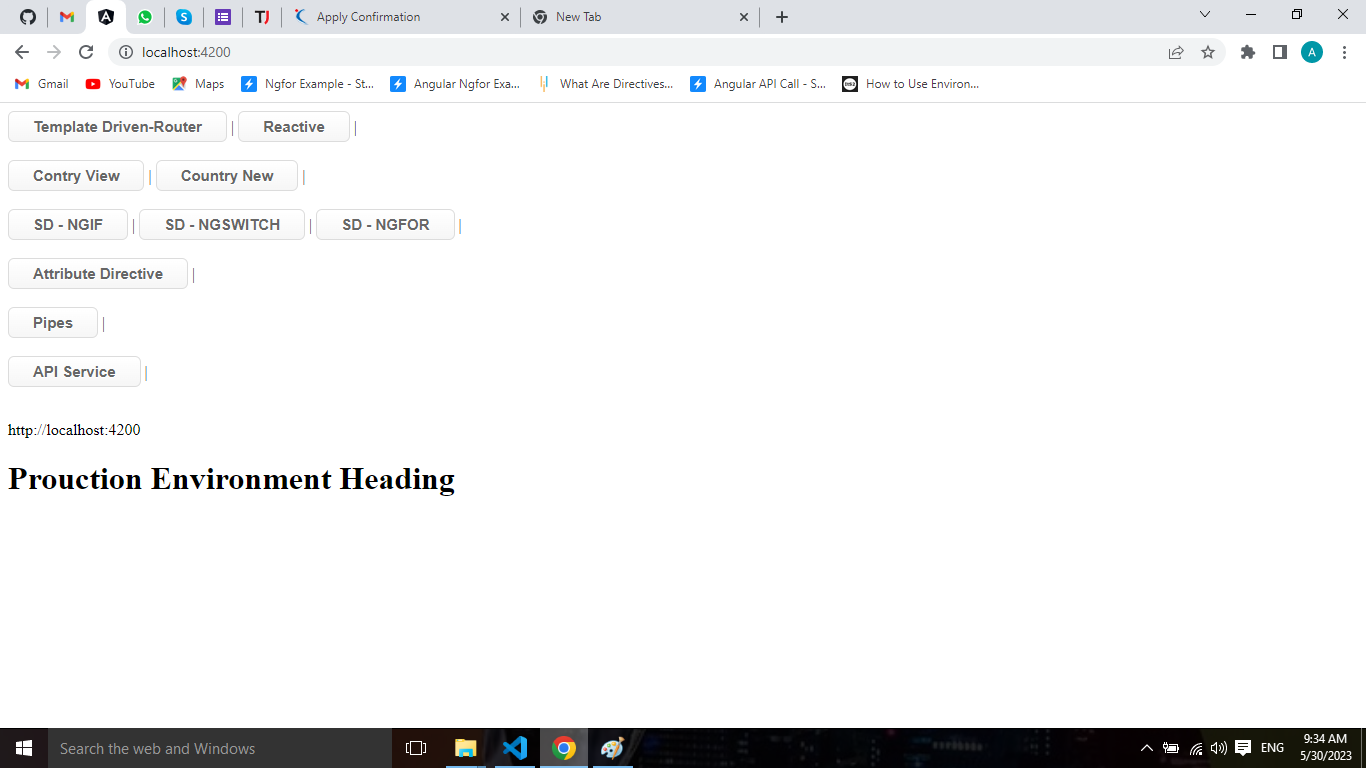 Apply Confirmation
New Tab
localhost:4200
A
Gmail YouTube Maps Ngfor Example - St... Angular Ngfor Exa... What Are Directives... Angular API Call - S... How to Use Environ...
Template Driven-Router | Reactive |
Contry View | Country New |
SD - NGIF | SD - NGSWITCH | SD - NGFOR |
Attribute Directive |
Pipes |
API Service |
http://localhost:4200
Prouction Environment Heading
Search the web and Windows
ENG
9:34 AM
5/30/2023